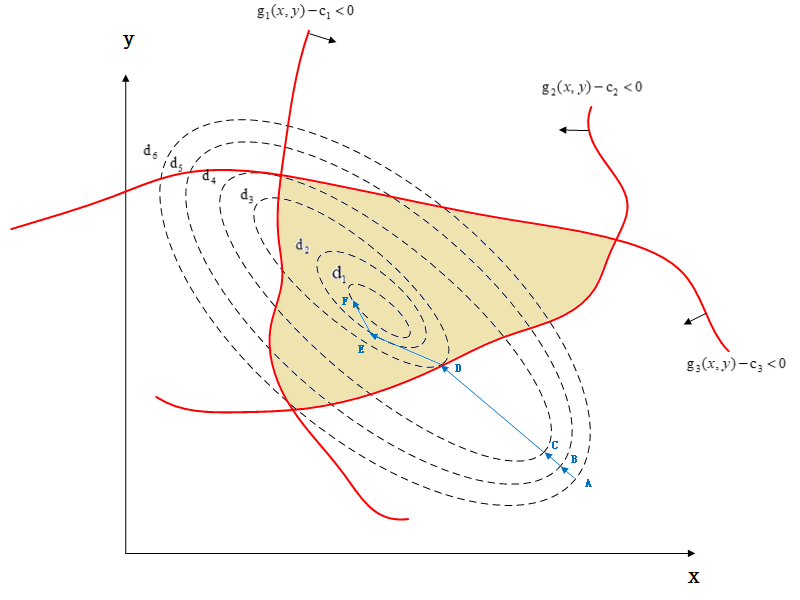 g₁(x, y)−c₁<0
y
g₂(x, y)−c₂<0
d₆
d₅
d₄
d₃
d₂
d₁
F
E
D
g₃(x, y)−c₃<0
C
B
A
x